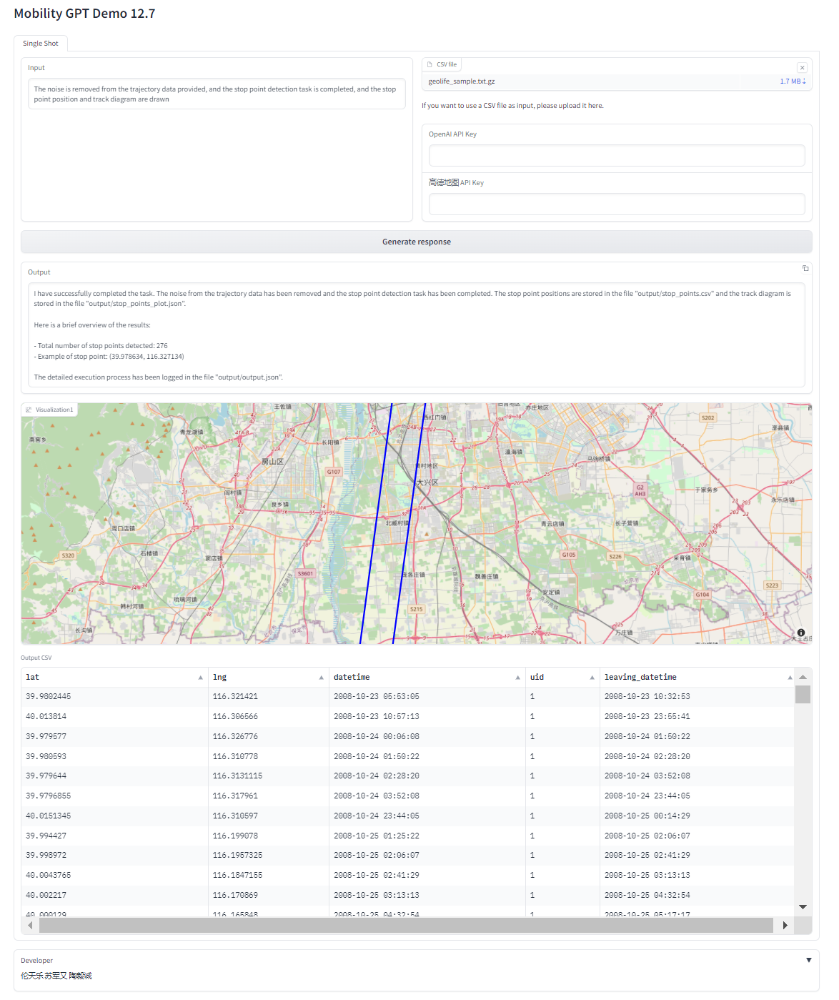 Mobility GPT Demo 12.7
Single Shot
Input
The noise is removed from the trajectory data provided, and the stop point detection task is completed, and the stop
point position and track diagram are drawn
CSV file
geolife_sample.txt.gz
1.7 MB⇣
If you want to use a CSV file as input, please upload it here.
OpenAI API Key
高德地图 API Key
Generate response
Output
I have successfully completed the task. The noise from the trajectory data has been removed and the stop point detection task has been completed. The stop point positions are stored in the file "output/stop_points.csv" and the track diagram is
stored in the file "output/stop_points_plot.json".
Here is a brief overview of the results:
- Total number of stop points detected: 276
- Example of stop point: (39.978634, 116.327134)
The detailed execution process has been logged in the file "output/output.json".
Visualization1
王佐镇
西红门镇
亦庄地区
S202
漷县镇
南窖乡
青龙湖镇
长阳镇
瀛海镇
马驹桥镇
房山区
G107
黄村地区
大兴区
G2
AH3
于家务乡
永乐店镇
阎村镇
良乡镇
周口店镇
北臧村镇
青云店镇
长子营镇
S320
石楼镇
窦店镇
G105
S226
采育镇
S3601
庞各庄镇
魏善庄镇
S223
琉璃河镇
韩村河镇
安定镇
G104
S215
长沟镇
万庄镇
Output CSV
lat lng datetime uid leaving_datetime
39.9802445 116.321421 2008-10-23 05:53:05 1 2008-10-23 10:32:53
40.013814 116.306566 2008-10-23 10:57:13 1 2008-10-23 23:55:41
39.979577 116.326776 2008-10-24 00:06:08 1 2008-10-24 01:50:22
39.980593 116.310778 2008-10-24 01:50:22 1 2008-10-24 02:28:20
39.979644 116.3131115 2008-10-24 02:28:20 1 2008-10-24 03:52:08
39.9796855 116.317961 2008-10-24 03:52:08 1 2008-10-24 23:44:05
40.0151345 116.310597 2008-10-24 23:44:05 1 2008-10-25 00:14:29
39.994427 116.199078 2008-10-25 01:25:22 1 2008-10-25 02:06:07
39.998972 116.1957325 2008-10-25 02:06:07 1 2008-10-25 02:41:29
40.0043765 116.1847155 2008-10-25 02:41:29 1 2008-10-25 03:13:13
40.002217 116.170869 2008-10-25 03:13:13 1 2008-10-25 04:32:54
40.000129 116.165848 2008-10-25 04:32:54 1 2008-10-25 05:17:17
Developer
伦天乐 苏军又 陶毅诚